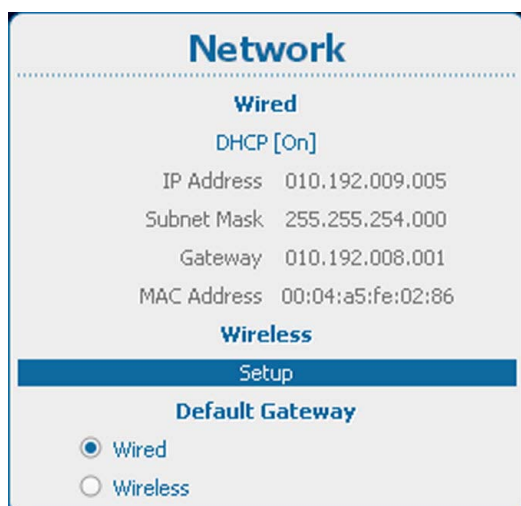 Network
Wired
DHCP [On]
IP Address 010.192.009.005
Subnet Mask 255.255.254.000
Gateway 010.192.008.001
MAC Address 00:04:a5:fe:02:86
Wireless
Setup
Default Gateway
Wired
Wireless